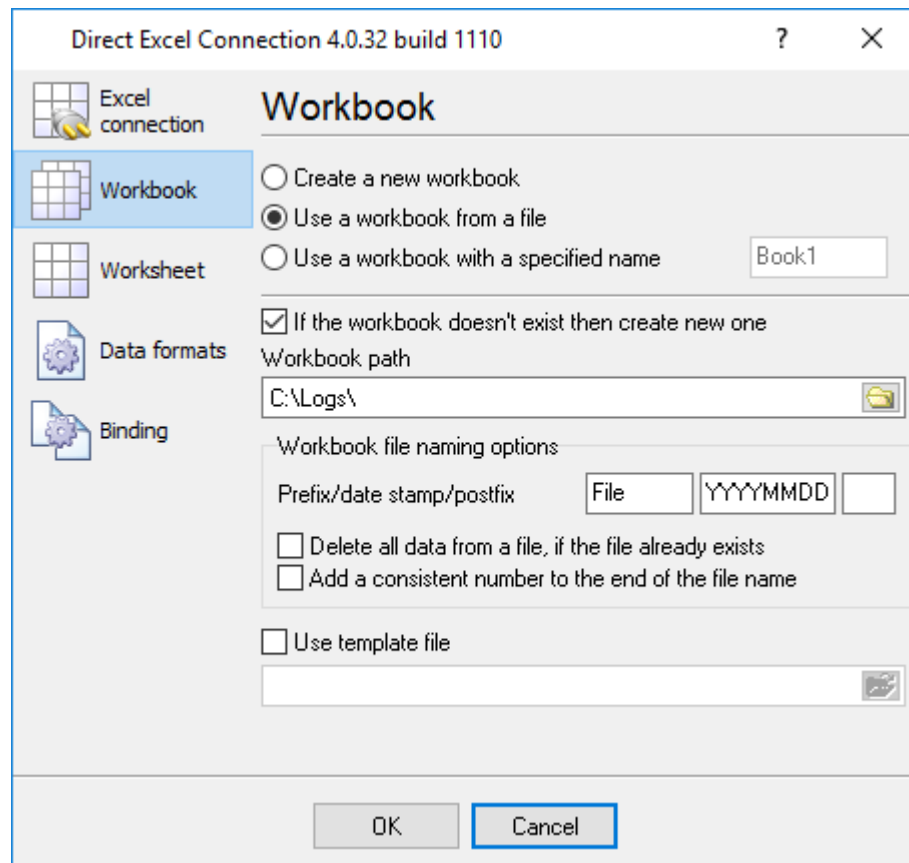 Direct Excel Connection 4.0.32 build 1110
?
Excel
connection
Workbook
Worksheet
Data formats
Binding
Workbook
Create a new workbook
Use a workbook from a file
Use a workbook with a specified name Book1
If the workbook doesn't exist then create new one
Workbook path
C:\Logs\
Workbook file naming options
Prefix/date stamp/postfix File YYYYMMDD
Delete all data from a file, if the file already exists
Add a consistent number to the end of the file name
Use template file
OK Cancel